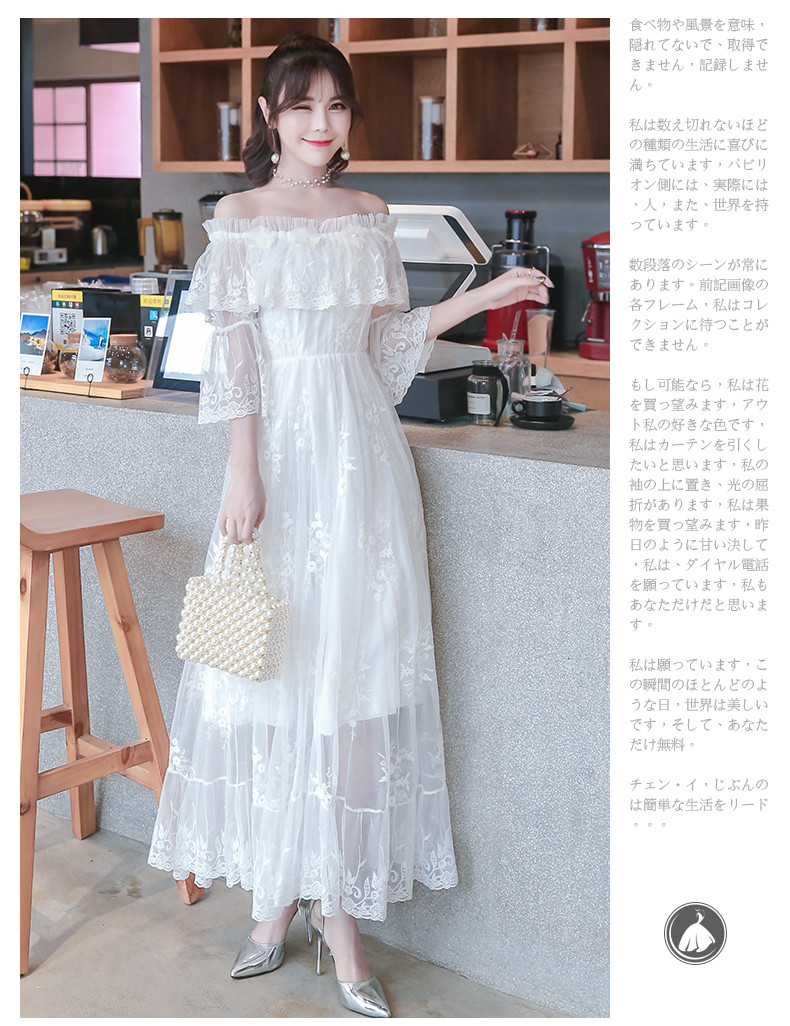 食べ物や風景を意味，
隠れてないで、取得で
きません，記録しませ
ん。
私は数え切れないほど
の種類の生活に喜びに
満ちています，パビリ
オン側には、実際には
、人，また、世界を持
っています。
数段落のシーンが常に
あります。前記画像の
各フレーム，私はコレ
クションに待つことが
できません。
もし可能なら，私は花
を買っ望みます，アウ
ト私の好きな色です，
私はカーテンを引くし
たいと思います，私の
袖の上に置き、光の屈
折があります，私は果
物を買っ望みます，昨
日のように甘い決して
，私は、ダイヤル電話
を願っています，私も
あなただけだと思いま
す。
私は願っています，こ
の瞬間のほとんどのよ
うな日，世界は美しい
です，そして、あなた
だけ無料。
チェン・イ，じぶんの
は簡単な生活をリード
。。。